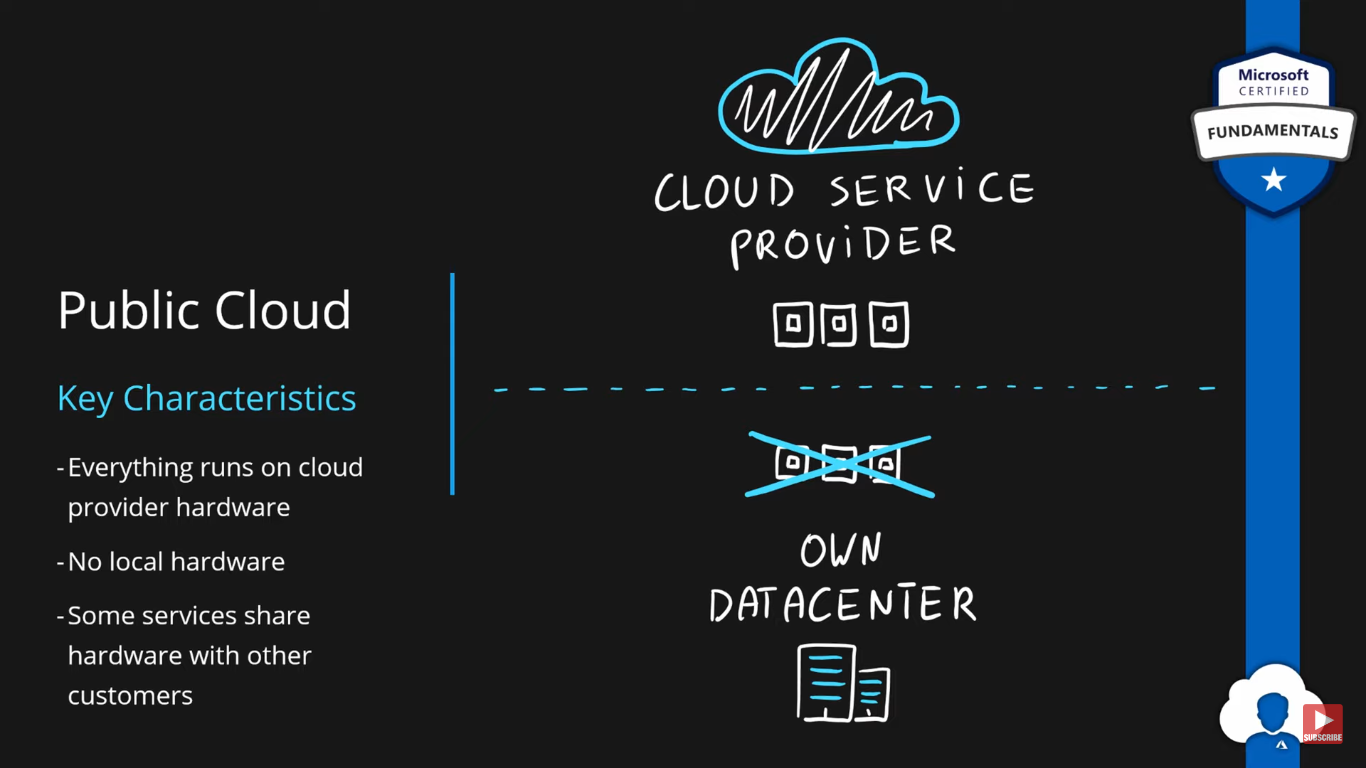 Microsoft
CERTIFIED
FUNDAMENTALS
CLOUD SERViCE
PROViDER
Public Cloud
Key Characteristics
-Everything runs on cloud
provider hardware
-No local hardware
-Some services share
hardware with other
customers
OWN
DATACENTER
SUBSCRIBE